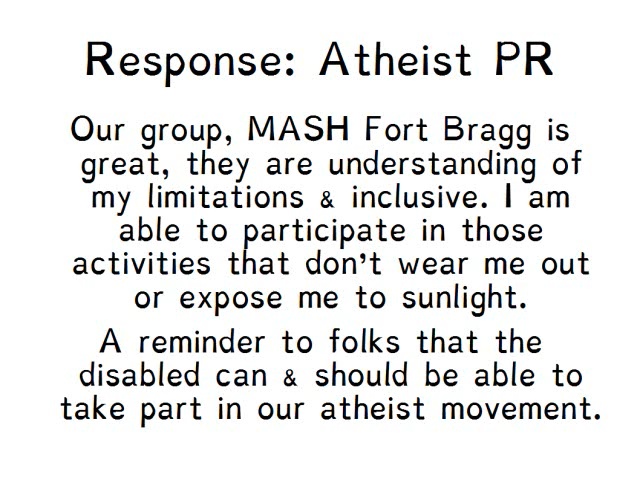 Response: Atheist PR
Our group, MASH Fort Bragg is
great, they are understanding of
my limitations & inclusive. I am
able to participate in those
activities that don't wear me out
or expose me to sunlight.
A reminder to folks that the
disabled can & should be able to
take part in our atheist movement.